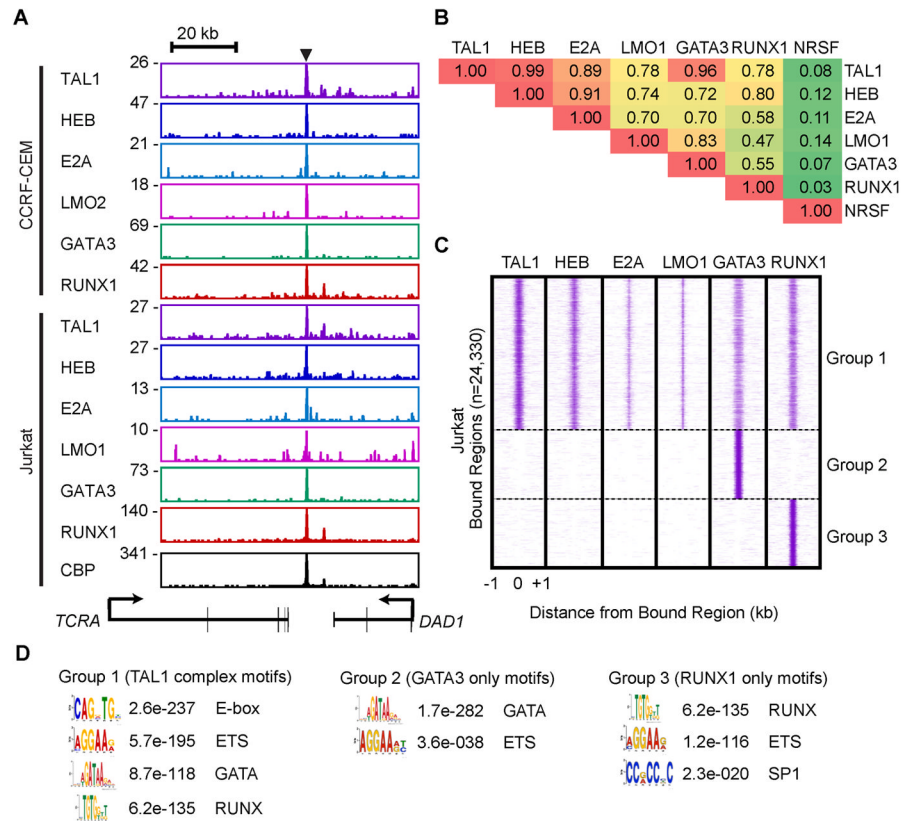 A
20 kb
CCRF-CEM
26 -
TAL1
47 -
HEB
21 -
E2A
18 -
LMO2
69 -
GATA3
42 -
RUNX1
Jurkat
27 -
TAL1
27 -
HEB
13 -
E2A
10 -
LMO1
73 -
GATA3
140 -
RUNX1
341 -
CBP
TCRA
DAD1
B
TAL1 HEB E2A LMO1 GATA3 RUNX1 NRSF
1.00 0.99 0.89 0.78 0.96 0.78 0.08 TAL1
1.00 0.91 0.74 0.72 0.80 0.12 HEB
1.00 0.70 0.70 0.58 0.11 E2A
1.00 0.83 0.47 0.14 LMO1
1.00 0.55 0.07 GATA3
1.00 0.03 RUNX1
1.00 NRSF
C
TAL1 HEB E2A LMO1 GATA3 RUNX1
Jurkat
Bound Regions (n=24,330)
Group 1
Group 2
Group 3
-1 0 +1
Distance from Bound Region (kb)
D
Group 1 (TAL1 complex motifs)
2.6e-237 E-box
5.7e-195 ETS
8.7e-118 GATA
6.2e-135 RUNX
Group 2 (GATA3 only motifs)
1.7e-282 GATA
3.6e-038 ETS
Group 3 (RUNX1 only motifs)
6.2e-135 RUNX
1.2e-116 ETS
2.3e-020 SP1